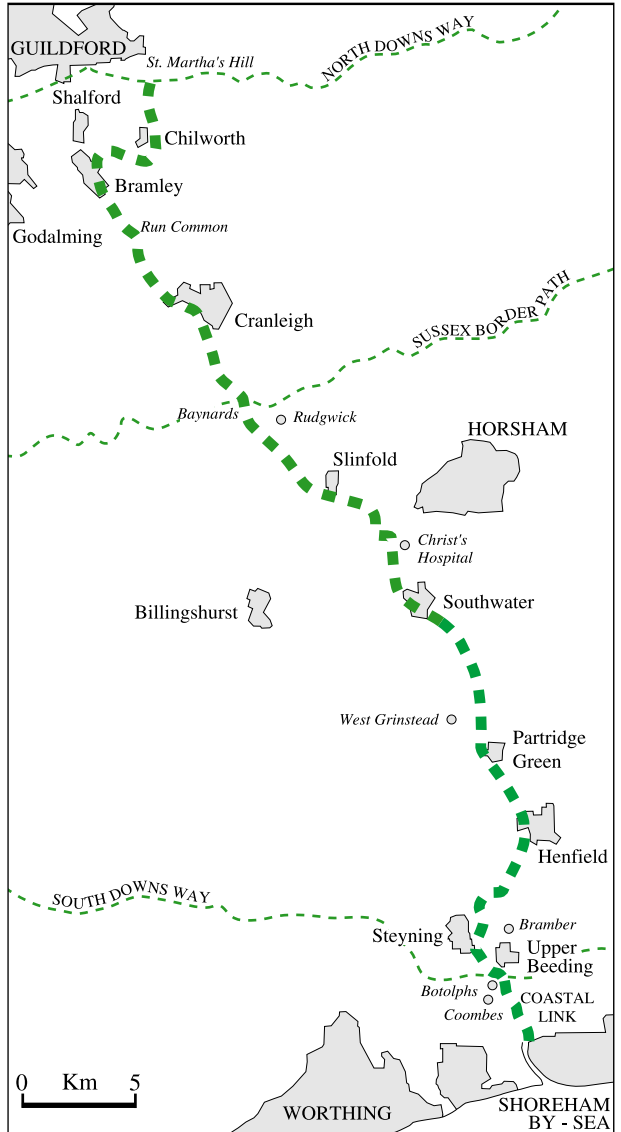 GUILDFORD
St. Martha's Hill
NORTH DOWNS WAY
Shalford
Chilworth
Bramley
Godalming
Run Common
Cranleigh
SUSSEX BORDER PATH
Baynards
Rudgwick
HORSHAM
Slinfold
Christ's
Hospital
Billingshurst
Southwater
West Grinstead
Partridge
Green
Henfield
SOUTH DOWNS WAY
Steyning
Bramber
Upper
Beeding
Botolphs
Coombes
COASTAL
LINK
0 Km 5
WORTHING
SHOREHAM
BY - SEA